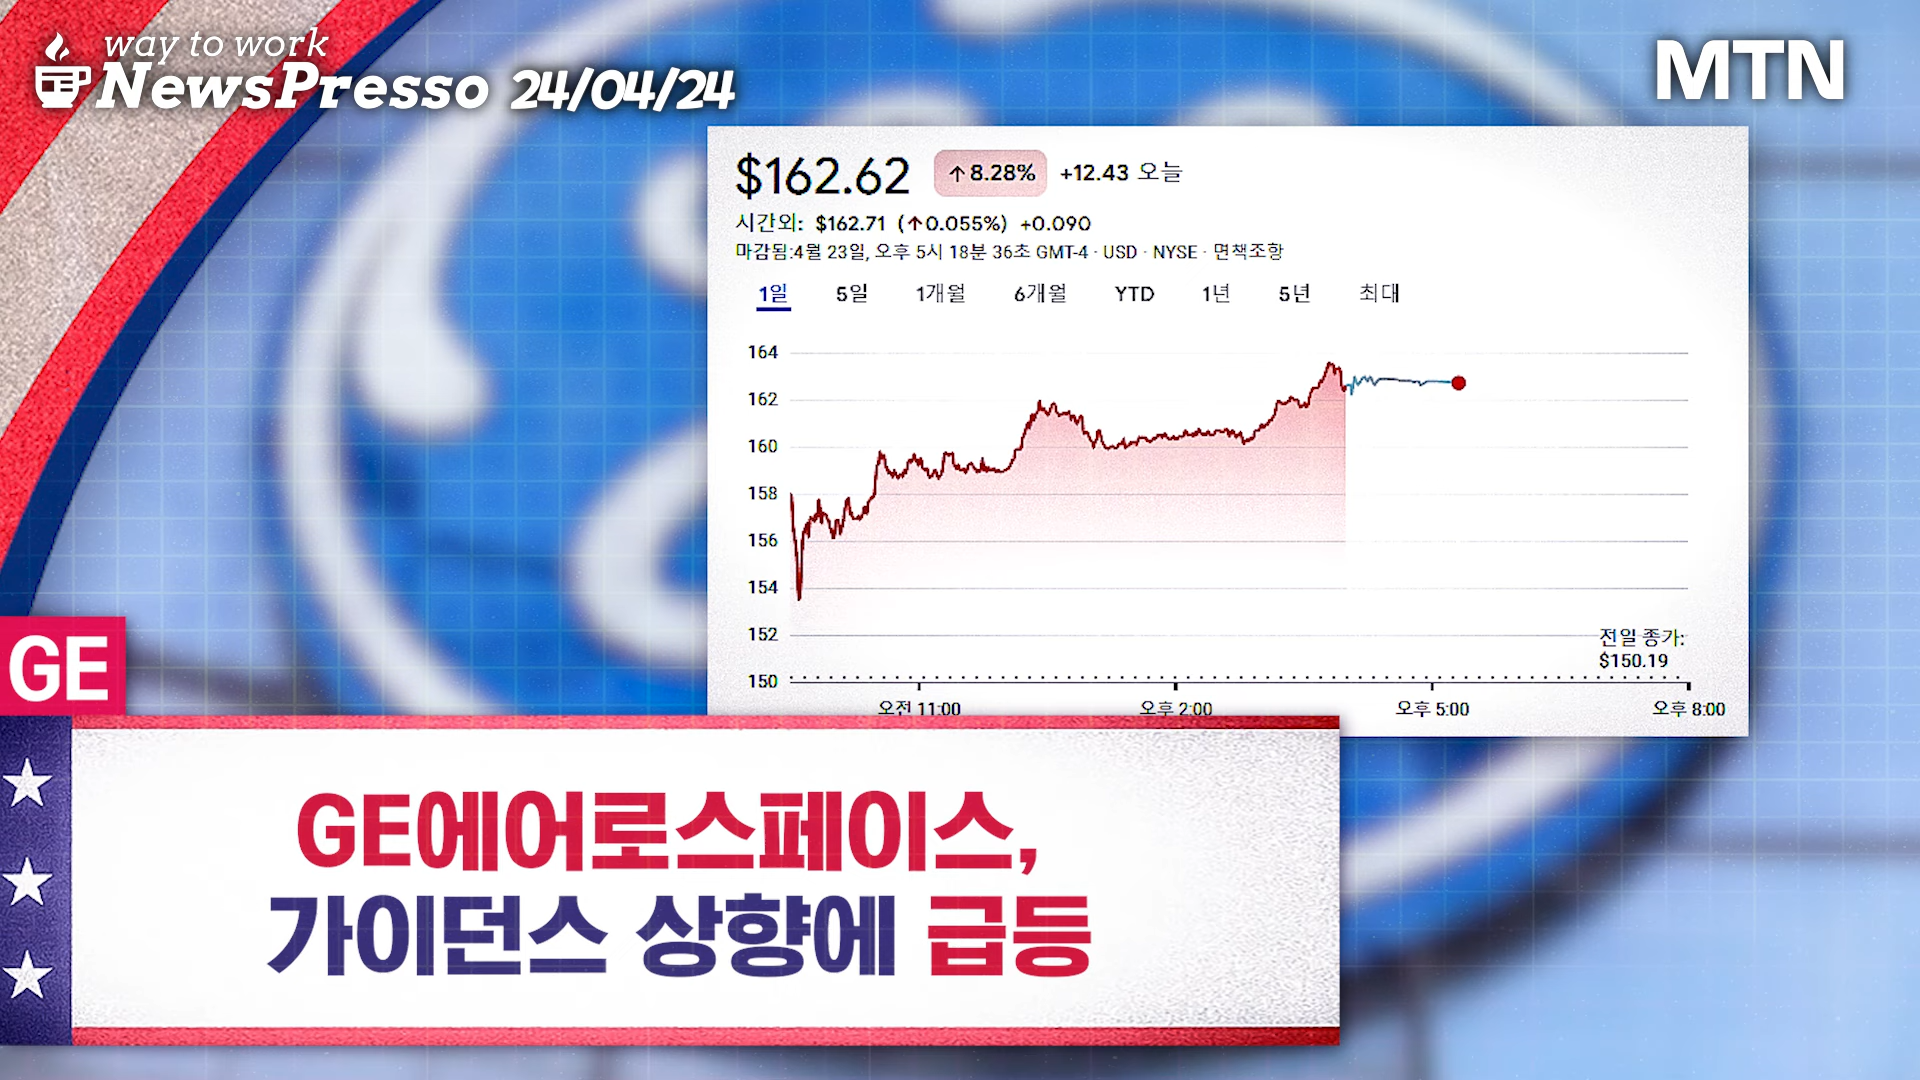 way to work
NewsPresso 24/04/24
MTN
$162.62 ↑8.28% +12.43 오늘
시간외: $162.71 (↑0.055%) +0.090
마감됨:4월 23일, 오후 5시 18분 36초 GMT-4 · USD · NYSE · 면책조항
1일 5일 1개월 6개월 YTD 1년 5년 최대
164
162
160
158
156
154
152
150
전일 종가:
$150.19
오전 11:00 오후 2:00 오후 5:00 오후 8:00
GE
GE에어로스페이스,
가이던스 상향에 급등